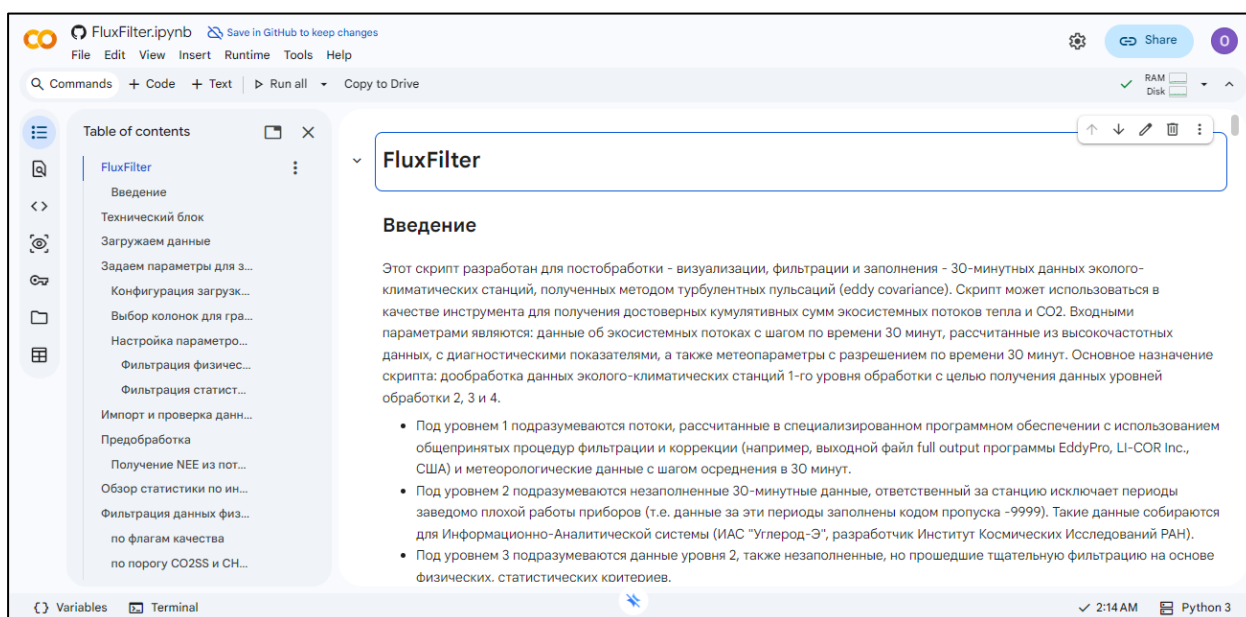 FluxFilter.ipynb Save in GitHub to keep changes
File Edit View Insert Runtime Tools Help
Share
O
Commands + Code + Text Run all Copy to Drive
RAM
Disk
Table of contents
FluxFilter
Введение
Технический блок
Загружаем данные
Задаем параметры для з...
Конфигурация загрузк...
Выбор колонок для гра...
Настройка параметро...
Фильтрация физичес...
Фильтрация статист...
Импорт и проверка данн...
Предобработка
Получение NEE из пот...
Обзор статистики по ин...
Фильтрация данных физ...
по флагам качества
по порогу CO2SS и CH...
FluxFilter
Введение
Этот скрипт разработан для постобработки - визуализации, фильтрации и заполнения - 30-минутных данных эколого-
климатических станций, полученных методом турбулентных пульсаций (eddy covariance). Скрипт может использоваться в
качестве инструмента для получения достоверных кумулятивных сумм экосистемных потоков тепла и СО2. Входными
параметрами являются: данные об экосистемных потоках с шагом по времени 30 минут, рассчитанные из высокочастотных
данных, с диагностическими показателями, а также метеопараметры с разрешением по времени 30 минут. Основное назначение
скрипта: дообработка данных эколого-климатических станций 1-го уровня обработки с целью получения данных уровней
обработки 2, 3 и 4.
• Под уровнем 1 подразумеваются потоки, рассчитанные в специализированном программном обеспечении с использованием
общепринятых процедур фильтрации и коррекции (например, выходной файл full output программы EddyPro, LI-COR Inc.,
США) и метеорологические данные с шагом осреднения в 30 минут.
• Под уровнем 2 подразумеваются незаполненные 30-минутные данные, ответственный за станцию исключает периоды
заведомо плохой работы приборов (т.е. данные за эти периоды заполнены кодом пропуска -9999). Такие данные собираются
для Информационно-Аналитической системы (ИАС "Углерод-Э", разработчик Институт Космических Исследований РАН).
• Под уровнем 3 подразумеваются данные уровня 2, также незаполненные, но прошедшие тщательную фильтрацию на основе
физических, статистических критериев.
Variables Terminal
2:14 AM Python 3